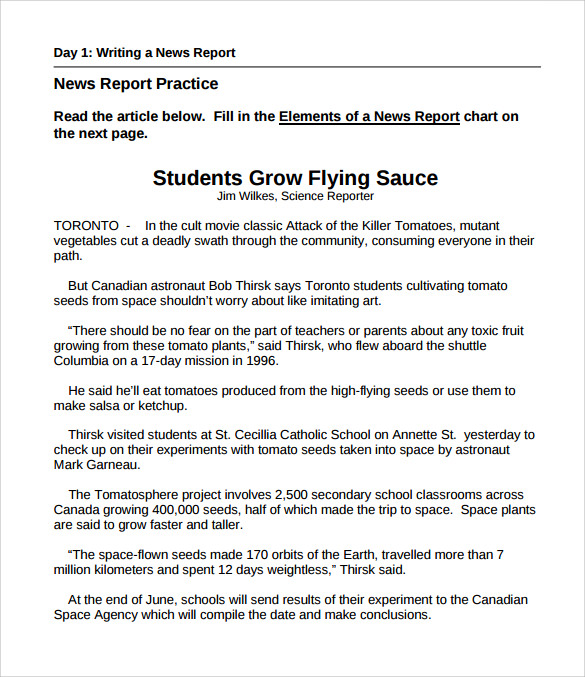 Day 1: Writing a News Report
News Report Practice
Read the article below.  Fill in the Elements of a News Report chart on
the next page.
Students Grow Flying Sauce
Jim Wilkes, Science Reporter
TORONTO  -    In the cult movie classic Attack of the Killer Tomatoes, mutant
vegetables cut a deadly swath through the community, consuming everyone in their
path.
But Canadian astronaut Bob Thirsk says Toronto students cultivating tomato
seeds from space shouldn’t worry about like imitating art.
“There should be no fear on the part of teachers or parents about any toxic fruit
growing from these tomato plants,” said Thirsk, who flew aboard the shuttle
Columbia on a 17-day mission in 1996.
He said he’ll eat tomatoes produced from the high-flying seeds or use them to
make salsa or ketchup.
Thirsk visited students at St. Cecillia Catholic School on Annette St.  yesterday to
check up on their experiments with tomato seeds taken into space by astronaut
Mark Garneau.
The Tomatosphere project involves 2,500 secondary school classrooms across
Canada growing 400,000 seeds, half of which made the trip to space.  Space plants
are said to grow faster and taller.
“The space-flown seeds made 170 orbits of the Earth, travelled more than 7
million kilometers and spent 12 days weightless,” Thirsk said.
At the end of June, schools will send results of their experiment to the Canadian
Space Agency which will compile the date and make conclusions.